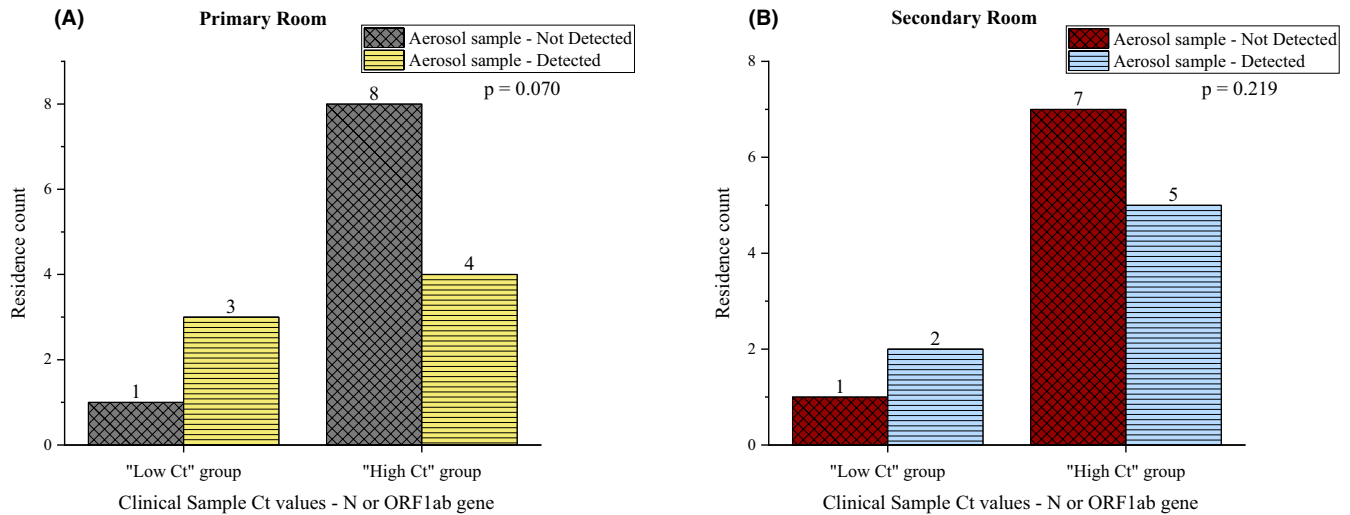 (A)
Primary Room
Aerosol sample - Not Detected
Aerosol sample - Detected
p = 0.070
8
6
4
2
0
Residence count
1
3
8
4
"Low Ct" group
"High Ct" group
Clinical Sample Ct values - N or ORF1ab gene
(B)
Secondary Room
Aerosol sample - Not Detected
Aerosol sample - Detected
p = 0.219
8
6
4
2
0
Residence count
1
2
7
5
"Low Ct" group
"High Ct" group
Clinical Sample Ct values - N or ORF1ab gene